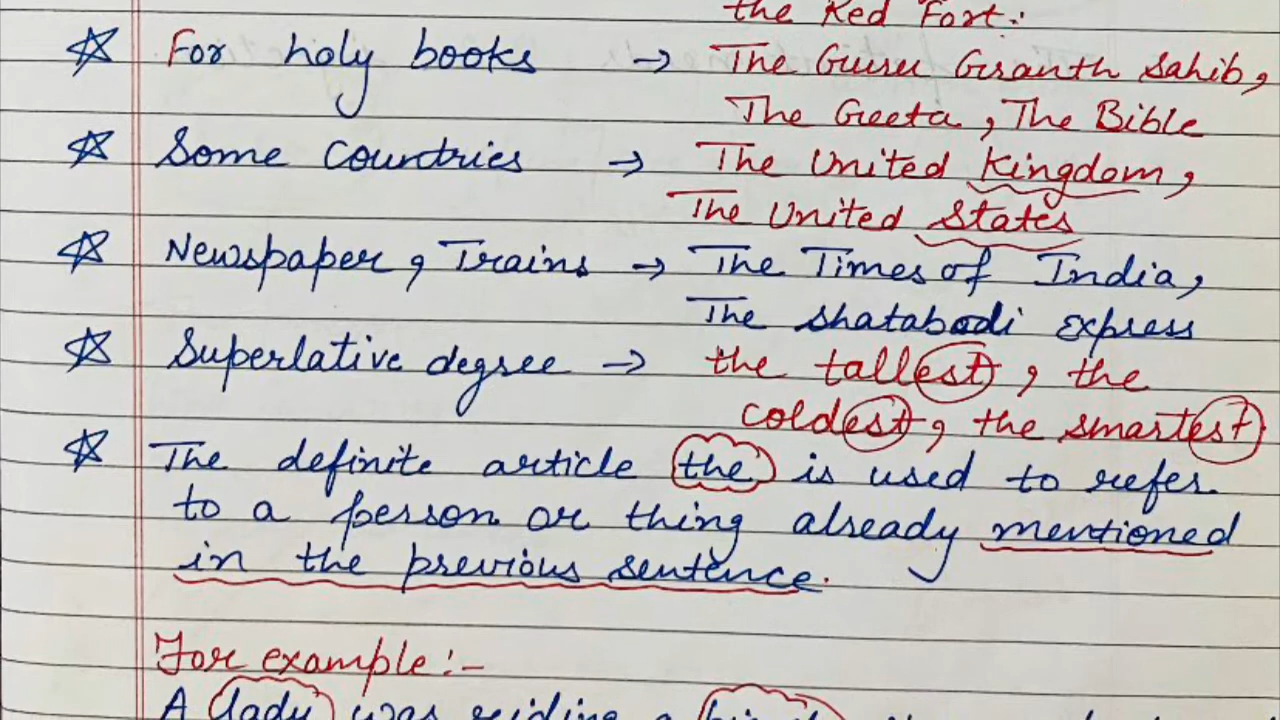 the Red Fort:
☆ For holy books → The Guru Granth Sahib,
The Geeta, The Bible
☆ Some Countries → The United Kingdom,
The United States
☆ Newspaper, Trains → The Times of India,
The Shatabadi express
☆ Superlative degree → the tallest, the
coldest, the smartest
☆ The definite article the is used to refer
to a person or thing already mentioned
in the previous sentence.
For example:-
A lady was riding a